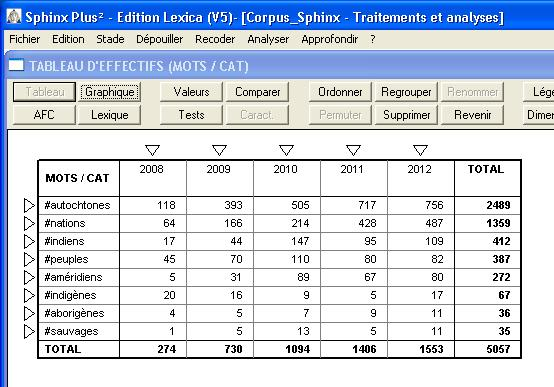 Sphinx Plus² - Edition Lexica (V5)- [Corpus_Sphinx - Traitements et analyses]
Fichier Edition Stade Dépouiller Recoder Analyser Approfondir ?
TABLEAU D'EFFECTIFS (MOTS / CAT)
Tableau Graphique Valeurs Comparer Ordonner Regrouper Renommer Lége
AFC Lexique Tests Caract. Permuter Supprimer Revenir Dimen
MOTS / CAT 2008 2009 2010 2011 2012 TOTAL
#autochtones 118 393 505 717 756 2489
#nations 64 166 214 428 487 1359
#indiens 17 44 147 95 109 412
#peuples 45 70 110 80 82 387
#améridiens 5 31 89 67 80 272
#indigènes 20 16 9 5 17 67
#aborigènes 4 5 7 9 11 36
#sauvages 1 5 13 5 11 35
TOTAL 274 730 1094 1406 1553 5057